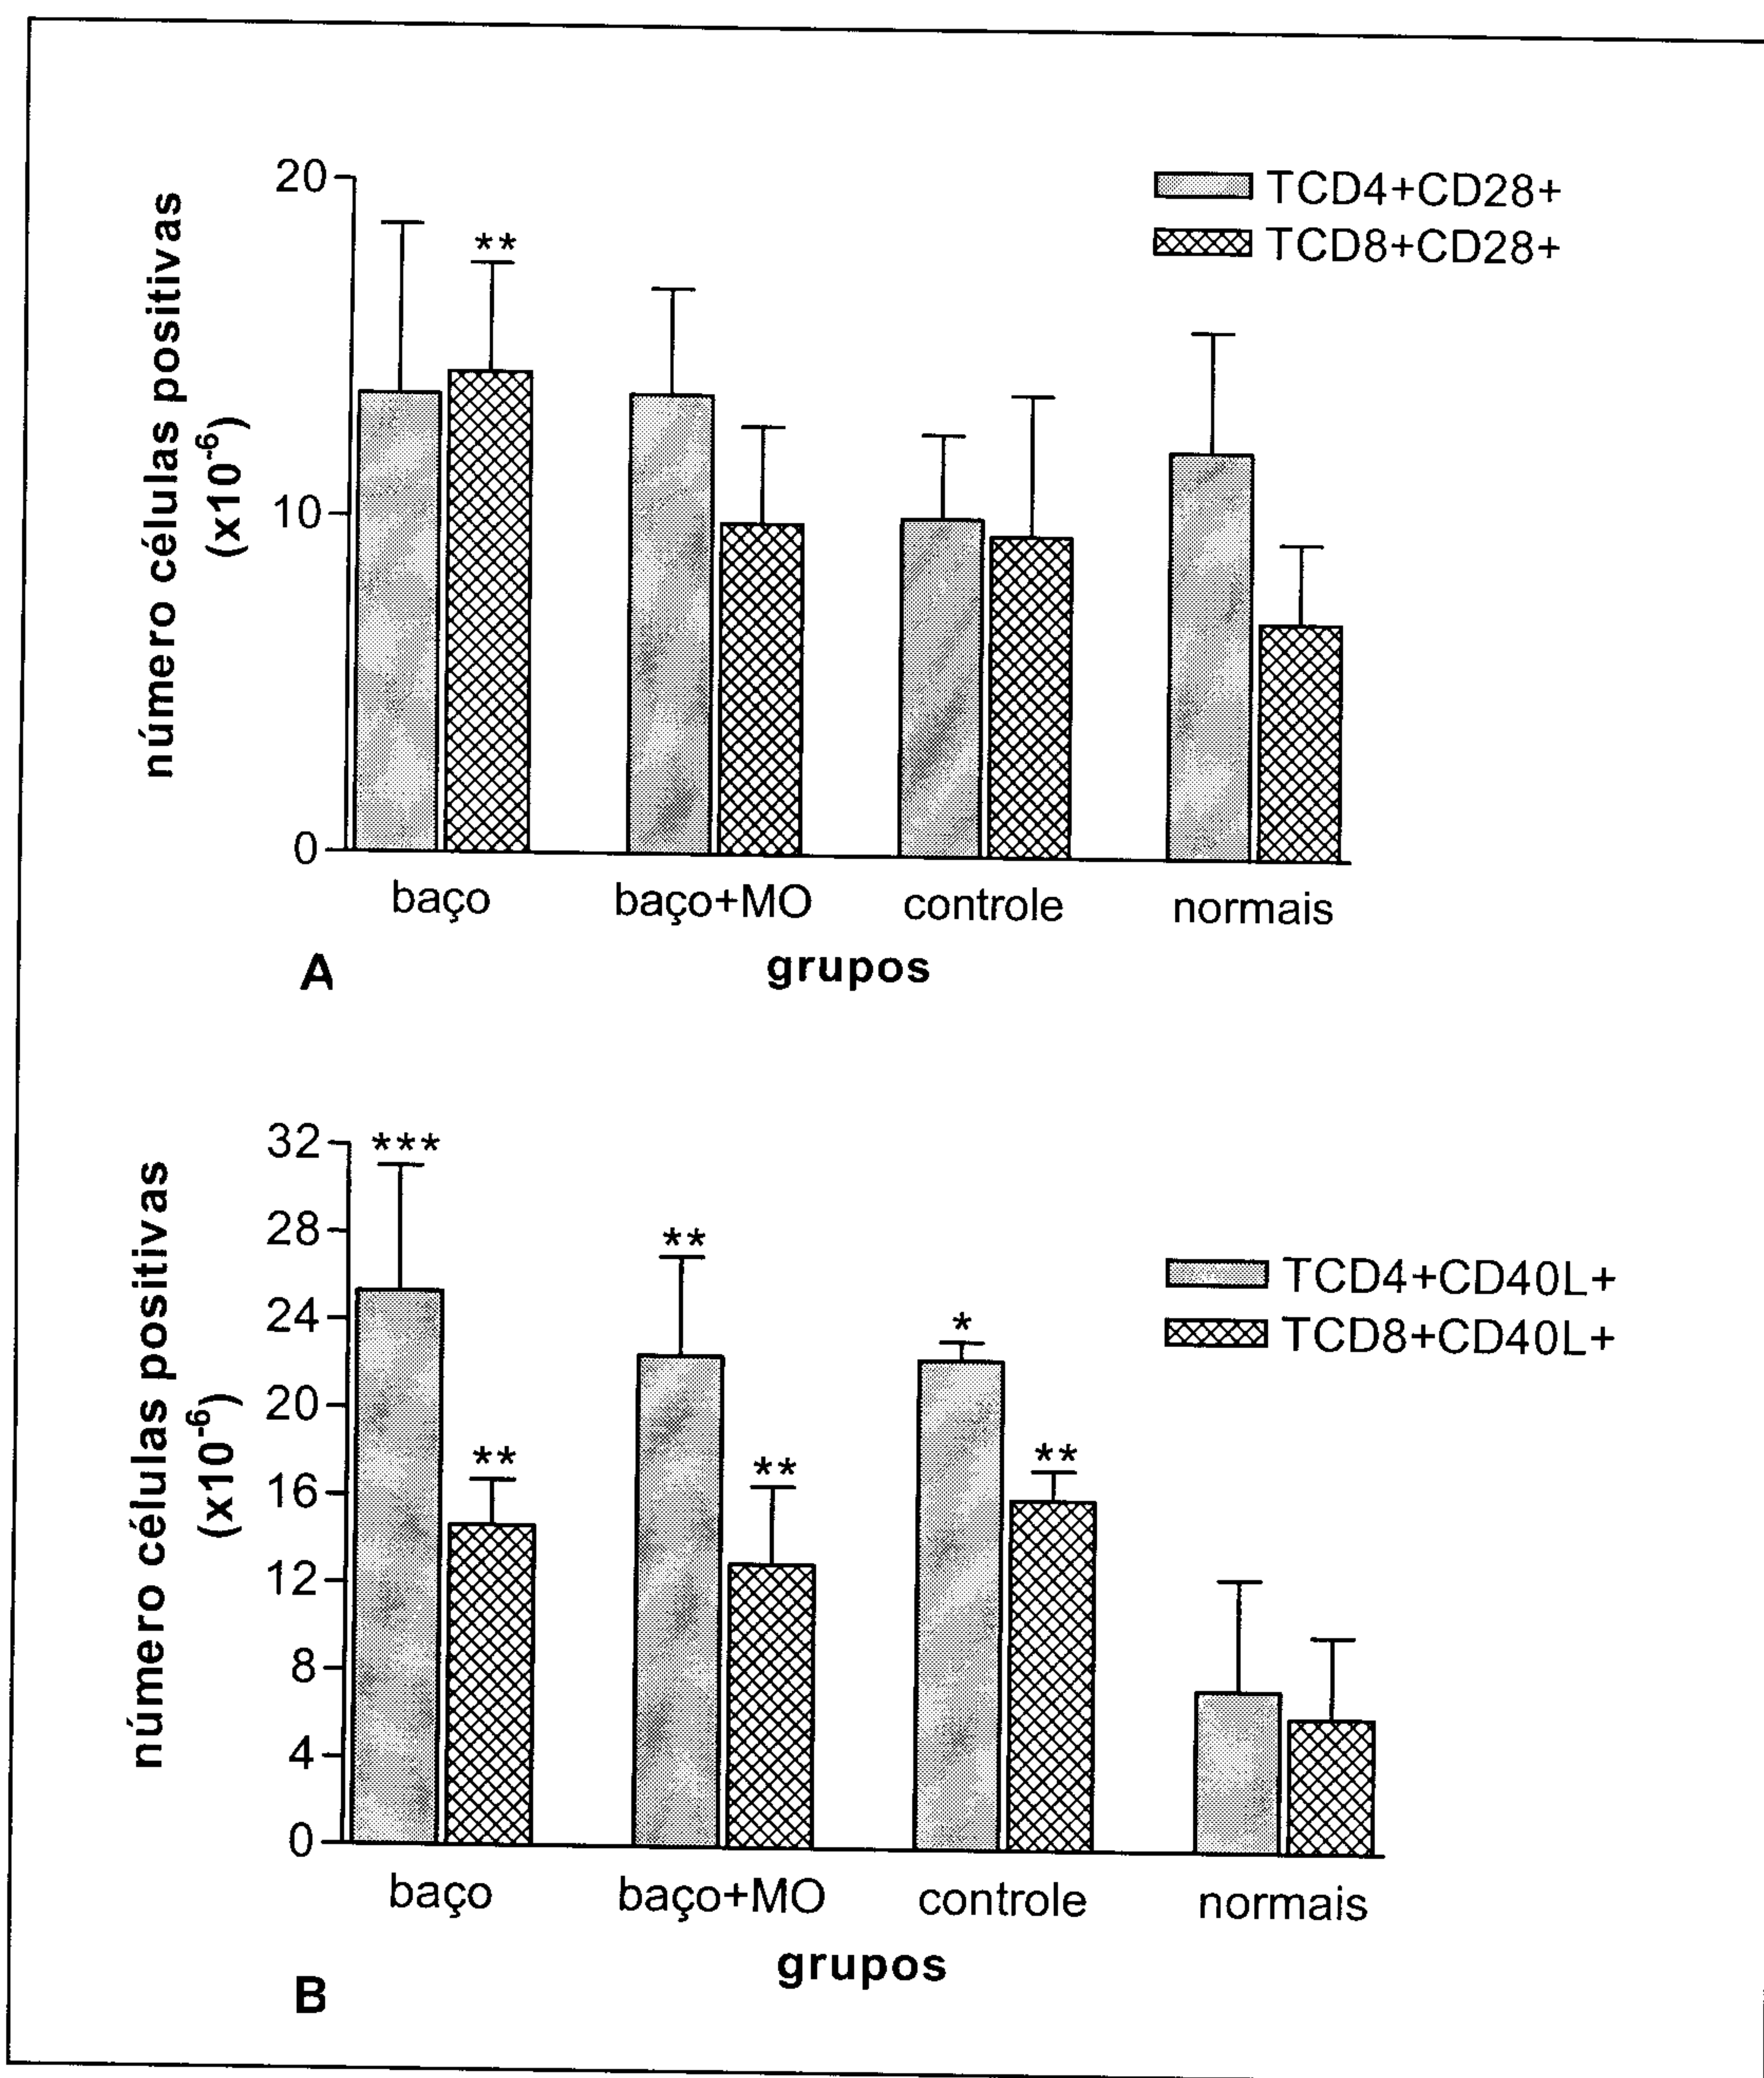 número células positivas
(x10⁻⁶)
20
10
0
**
TCD4+CD28+
TCD8+CD28+
baço
baço+MO
controle
normais
grupos
A
número células positivas
(x10⁻⁶)
32
28
24
20
16
12
8
4
0
***
**
**
**
*
**
TCD4+CD40L+
TCD8+CD40L+
baço
baço+MO
controle
normais
grupos
B